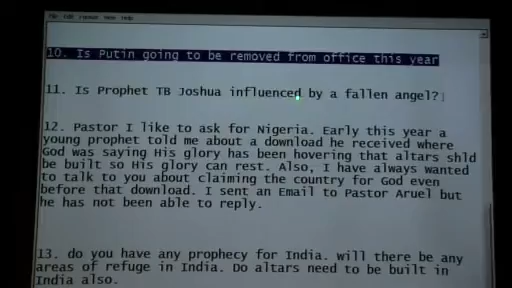 10. Is Putin going to be removed from office this year
11. Is Prophet TB Joshua influenced by a fallen angel?
12. Pastor I like to ask for Nigeria. Early this year a
young prophet told me about a download he received where
God was saying His glory has been hovering that altars shld
be built so His glory can rest. Also, I have always wanted
to talk to you about claiming the country for God even
before that download. I sent an Email to Pastor Aruel but
he has not been able to reply.
13. do you have any prophecy for India. will there be any
areas of refuge in India. Do altars need to be built in
India also.